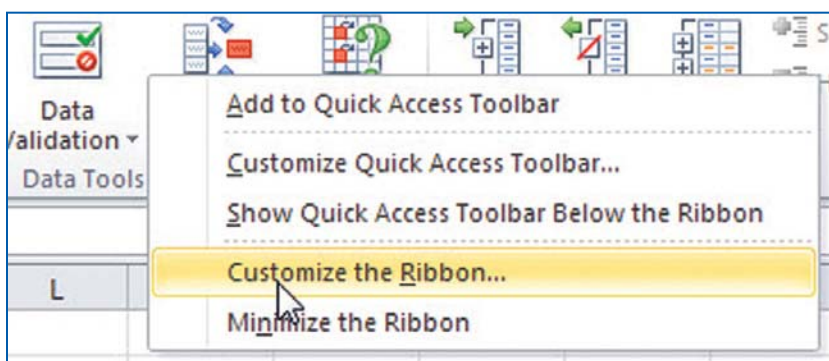 Data
Validation
Data Tools
S
Add to Quick Access Toolbar
Customize Quick Access Toolbar...
Show Quick Access Toolbar Below the Ribbon
Customize the Ribbon...
Minimize the Ribbon
L